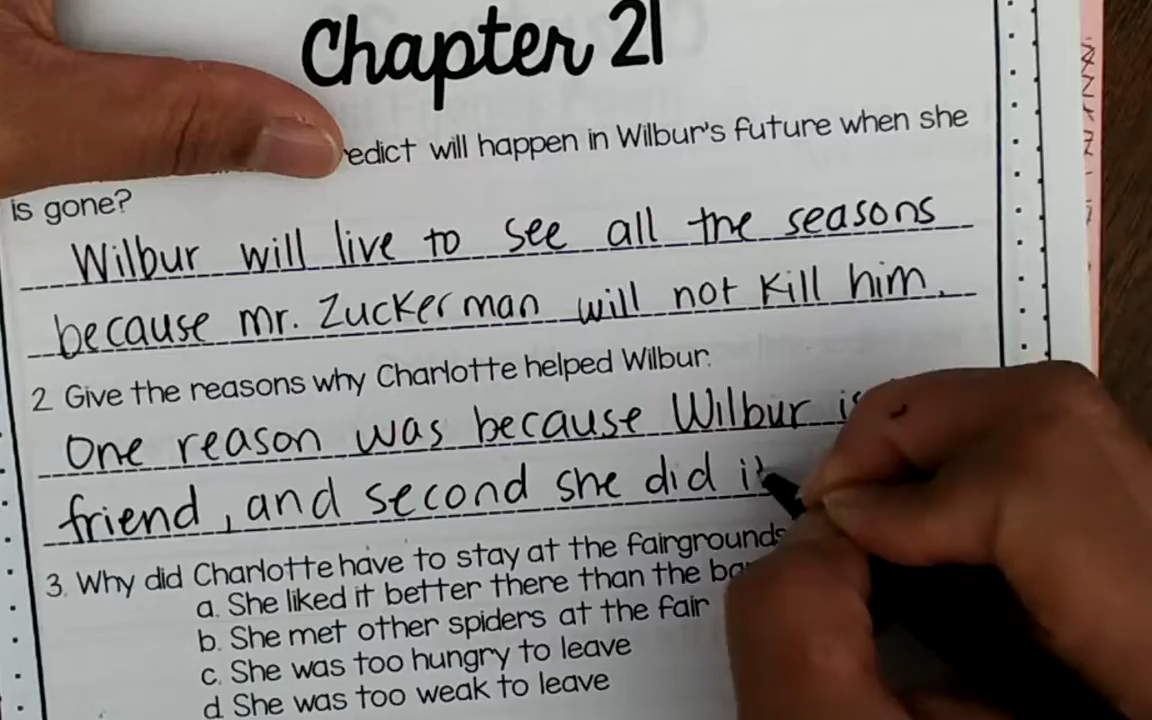 Chapter 21
edict will happen in Wilbur's future when she
is gone?
Wilbur will live to see all the seasons
because mr. Zuckerman will not kill him.
2 Give the reasons why Charlotte helped Wilbur.
One reason was because Wilbur is
friend, and second she did it
3. Why did Charlotte have to stay at the fairgrounds
a. She liked it better there than the
b. She met other spiders at the fair
c. She was too hungry to leave
d. She was too weak to leave